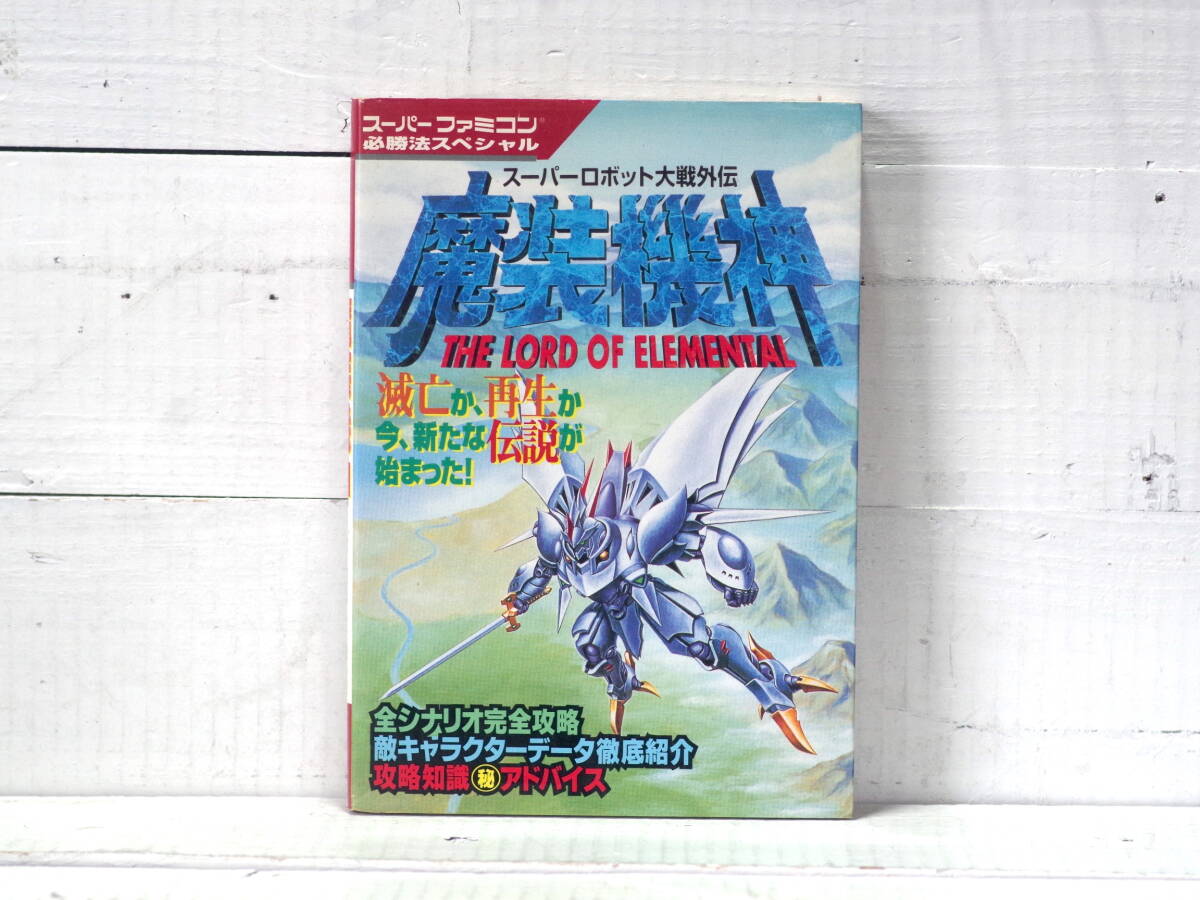 スーパーファミコン®
必勝法スペシャル
スーパーロボット大戦外伝
魔装機神
THE LORD OF ELEMENTAL
滅亡か、再生か
今、新たな伝説が
始まった!
全シナリオ完全攻略
敵キャラクターデータ徹底紹介
攻略知識㊙アドバイス